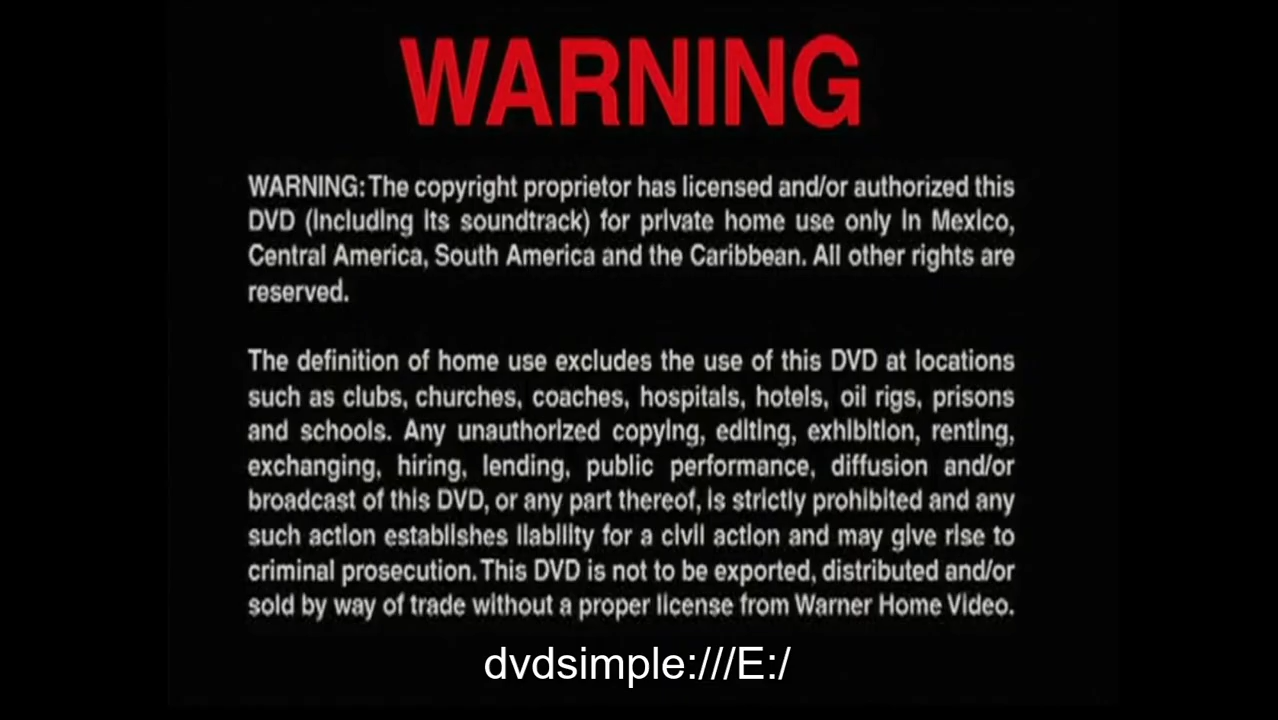 WARNING
WARNING: The copyright proprietor has licensed and/or authorized this
DVD (including its soundtrack) for private home use only in Mexico,
Central America, South America and the Caribbean. All other rights are
reserved.
The definition of home use excludes the use of this DVD at locations
such as clubs, churches, coaches, hospitals, hotels, oil rigs, prisons
and schools. Any unauthorized copying, editing, exhibition, renting,
exchanging, hiring, lending, public performance, diffusion and/or
broadcast of this DVD, or any part thereof, is strictly prohibited and any
such action establishes liability for a civil action and may give rise to
criminal prosecution. This DVD is not to be exported, distributed and/or
sold by way of trade without a proper license from Warner Home Video.
dvdsimple:///E:/